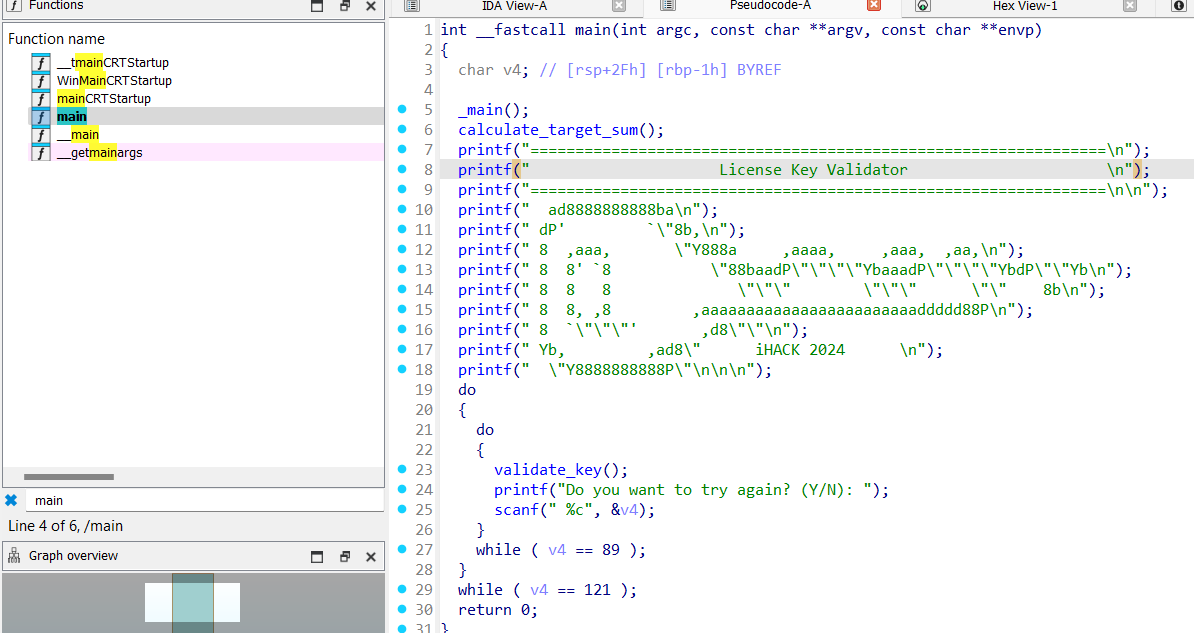 Functions
IDA View-A
Pseudocode-A
Hex View-1
Function name
__tmainCRTStartup
WinMainCRTStartup
mainCRTStartup
main
__main
__getmainargs
main
Line 4 of 6, /main
Graph overview
1 int __fastcall main(int argc, const char **argv, const char **envp)
2 {
3   char v4; // [rsp+2Fh] [rbp-1h] BYREF
4
5   _main();
6   calculate_target_sum();
7   printf("================================================================\n");
8   printf("                     License Key Validator                      \n");
9   printf("================================================================\n\n");
10   printf("  ad8888888888ba\n");
11   printf(" dP'         `\"8b,\n");
12   printf(" 8  ,aaa,       \"Y888a     ,aaaa,     ,aaa,  ,aa,\n");
13   printf(" 8  8' `8           \"88baadP\"\"\"\"YbaaadP\"\"\"\"YbdP\"\"Yb\n");
14   printf(" 8  8   8              \"\"\"        \"\"\"      \"\"    8b\n");
15   printf(" 8  8, ,8         ,aaaaaaaaaaaaaaaaaaaaaaaaddddd88P\n");
16   printf(" 8  `\"\"\"'       ,d8\"\"\n");
17   printf(" Yb,         ,ad8\"      iHACK 2024      \n");
18   printf("  \"Y8888888888P\"\n\n\n");
19   do
20   {
21     do
22     {
23       validate_key();
24       printf("Do you want to try again? (Y/N): ");
25       scanf(" %c", &v4);
26     }
27     while ( v4 == 89 );
28   }
29   while ( v4 == 121 );
30   return 0;
31 }